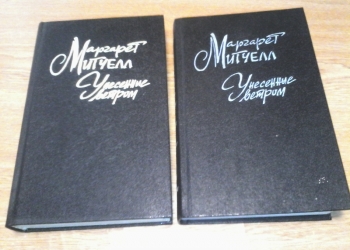 Маргарет
Митчелл
Унесенные
ветром
Маргарет
Митчелл
Унесенные
ветром